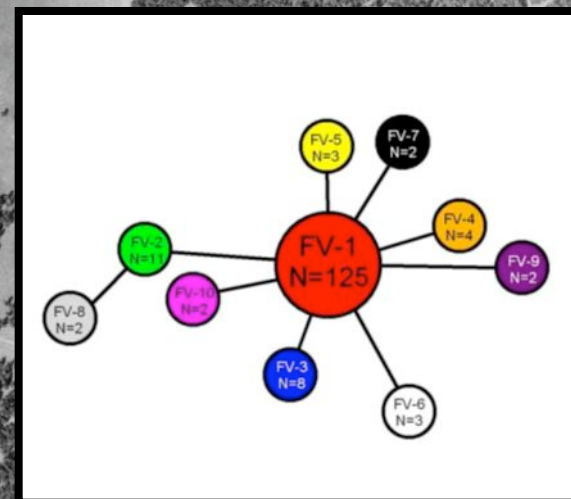 FV-5
N=3
FV-7
N=2
FV-4
N=4
FV-2
N=11
FV-1
N=125
FV-9
N=2
FV-10
N=2
FV-8
N=2
FV-3
N=8
FV-6
N=3